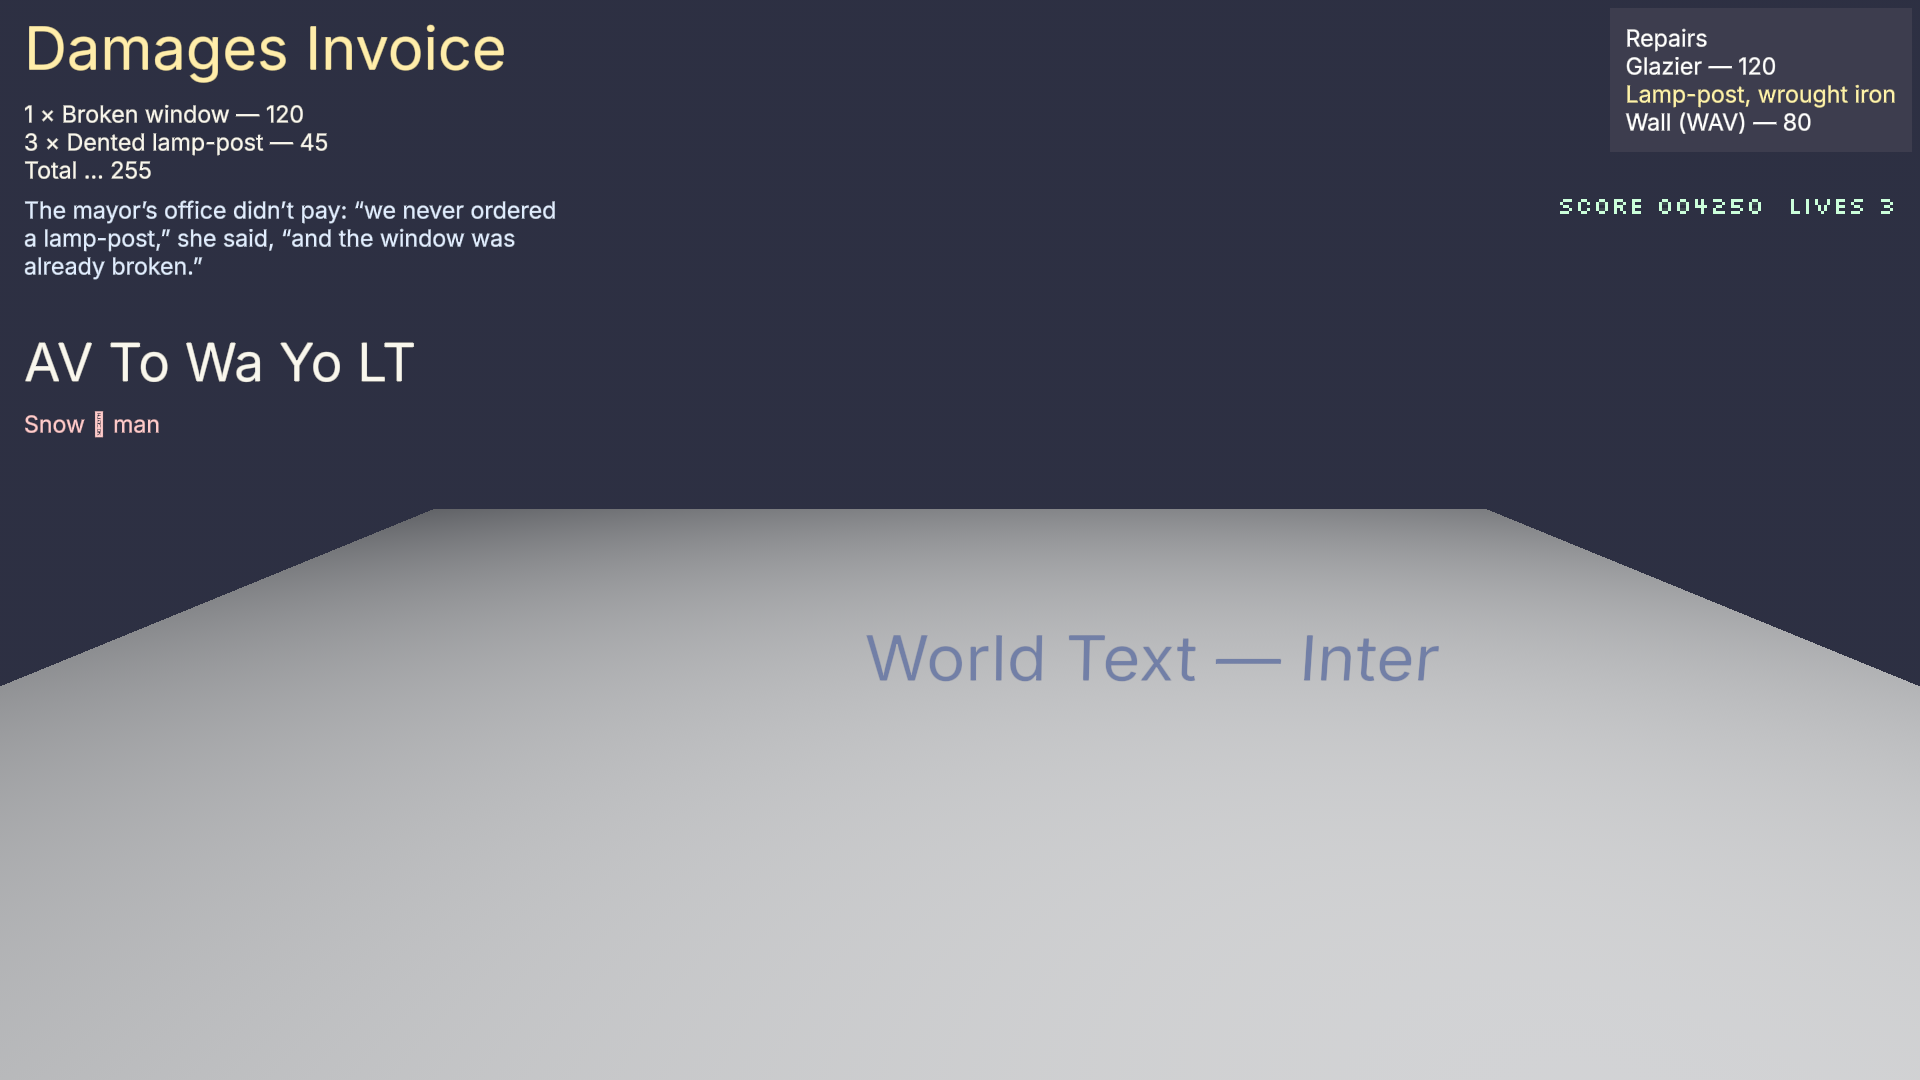 Damages Invoice
1 × Broken window — 120
3 × Dented lamp-post — 45
Total ... 255
The mayor’s office didn’t pay: “we never ordered
a lamp-post,” she said, “and the window was
already broken.”
AV To Wa Yo LT
Snow man
Repairs
Glazier — 120
Lamp-post, wrought iron
Wall (WAV) — 80
SCORE 004250 LIVES 3
World Text — Inter